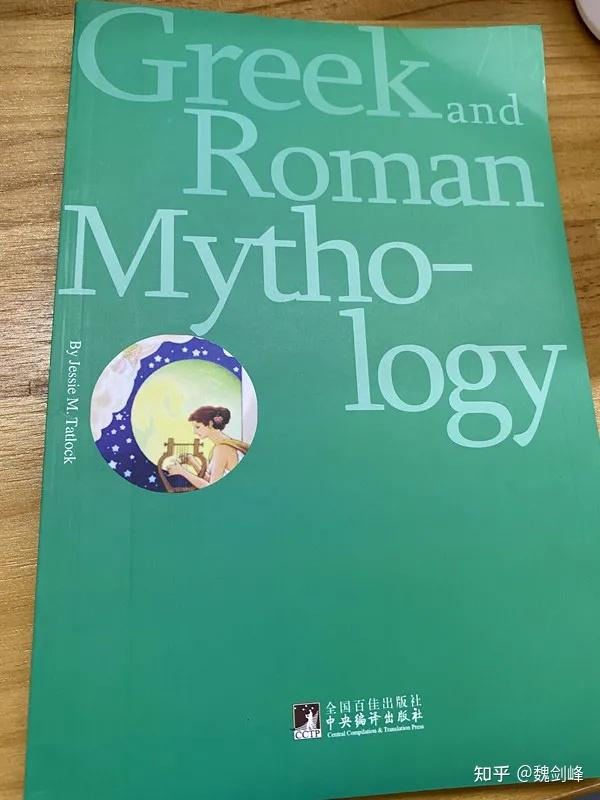 Greek and
Roman
Mytho-
logy
By Jessie M. Tatlock
全国百佳出版社
中央编译出版社
CCTP
Central Compilation & Translation Press
知乎 @魏剑峰